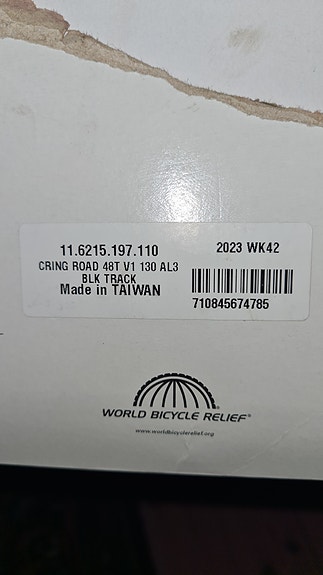 11.6215.197.110
2023 WK42
CRING ROAD 48T V1 130 AL3
BLK TRACK
Made in TAIWAN
710845674785
WORLD BICYCLE RELIEF®
www.worldbicyclerelief.org